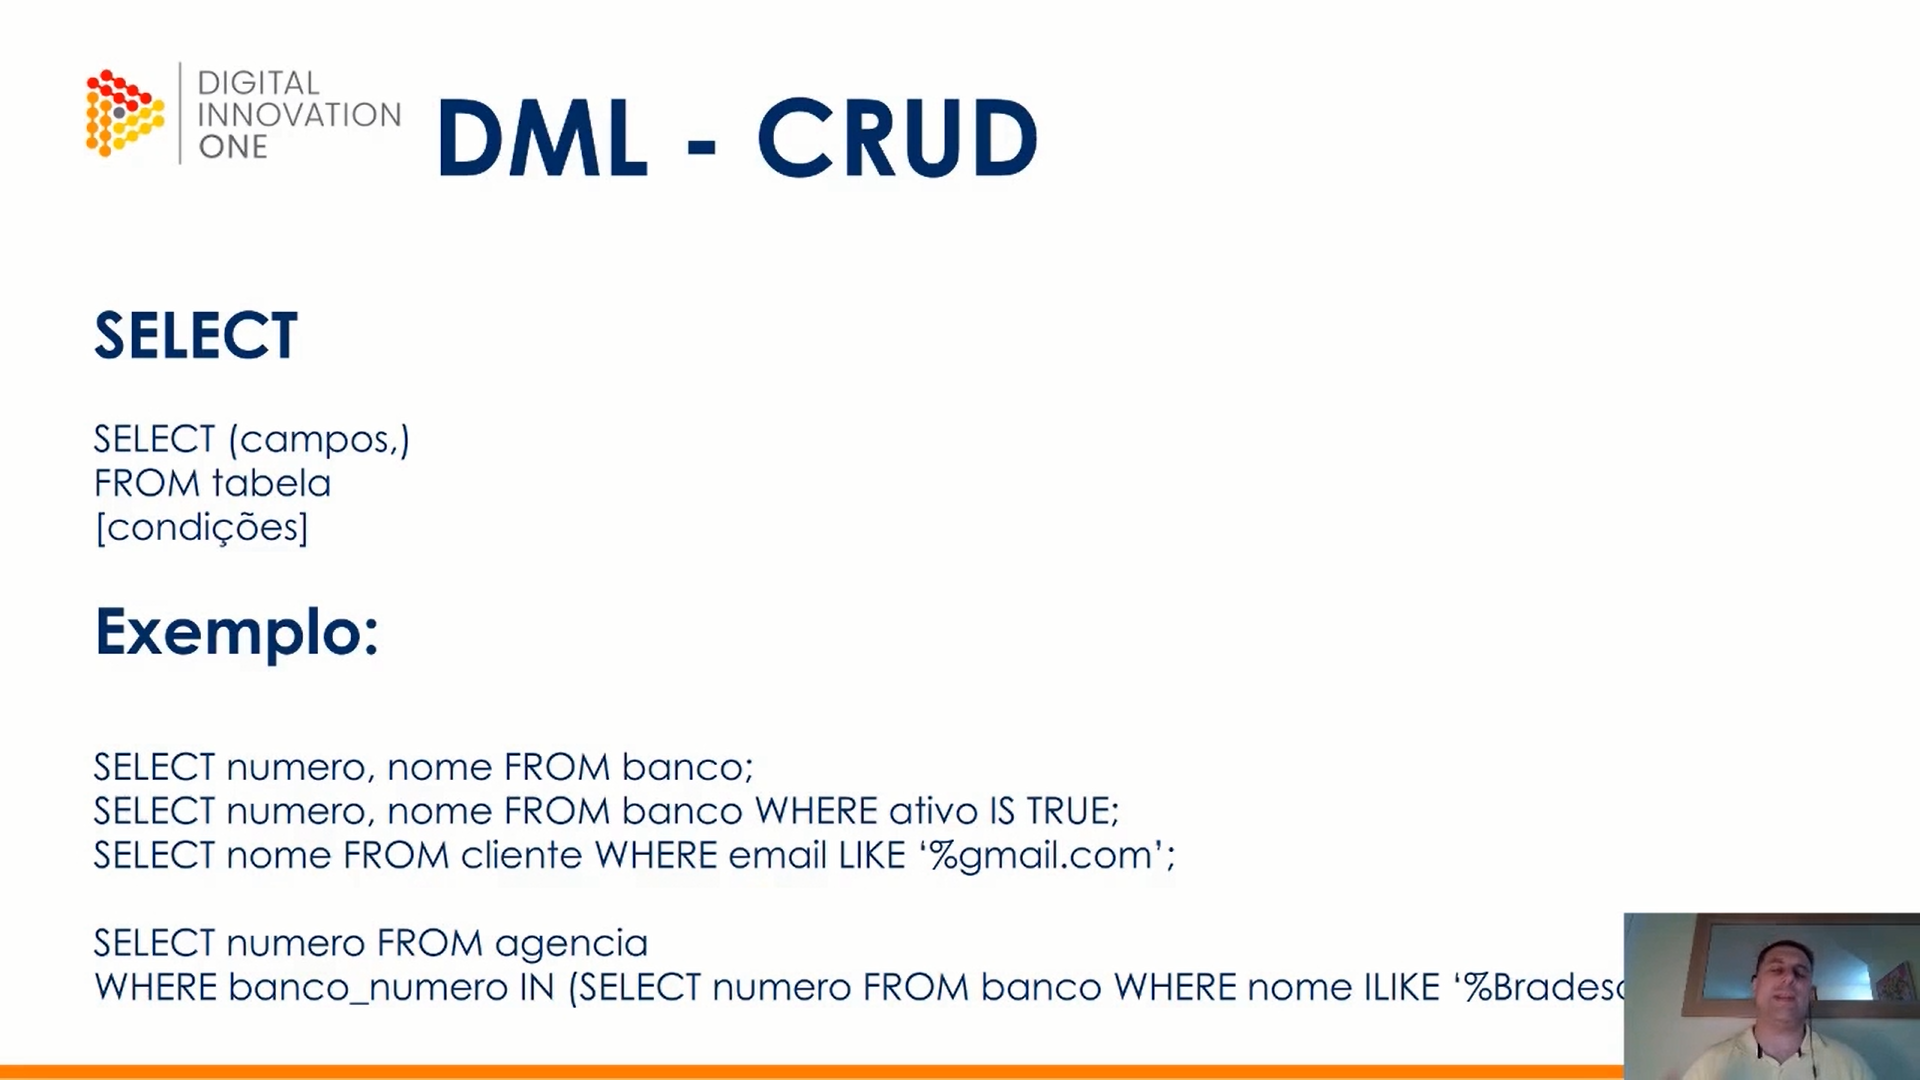 DIGITAL
INNOVATION
ONE
DML - CRUD
SELECT
SELECT (campos,)
FROM tabela
[condições]
Exemplo:
SELECT numero, nome FROM banco;
SELECT numero, nome FROM banco WHERE ativo IS TRUE;
SELECT nome FROM cliente WHERE email LIKE ‘%gmail.com’;
SELECT numero FROM agencia
WHERE banco_numero IN (SELECT numero FROM banco WHERE nome ILIKE ‘%Bradesc